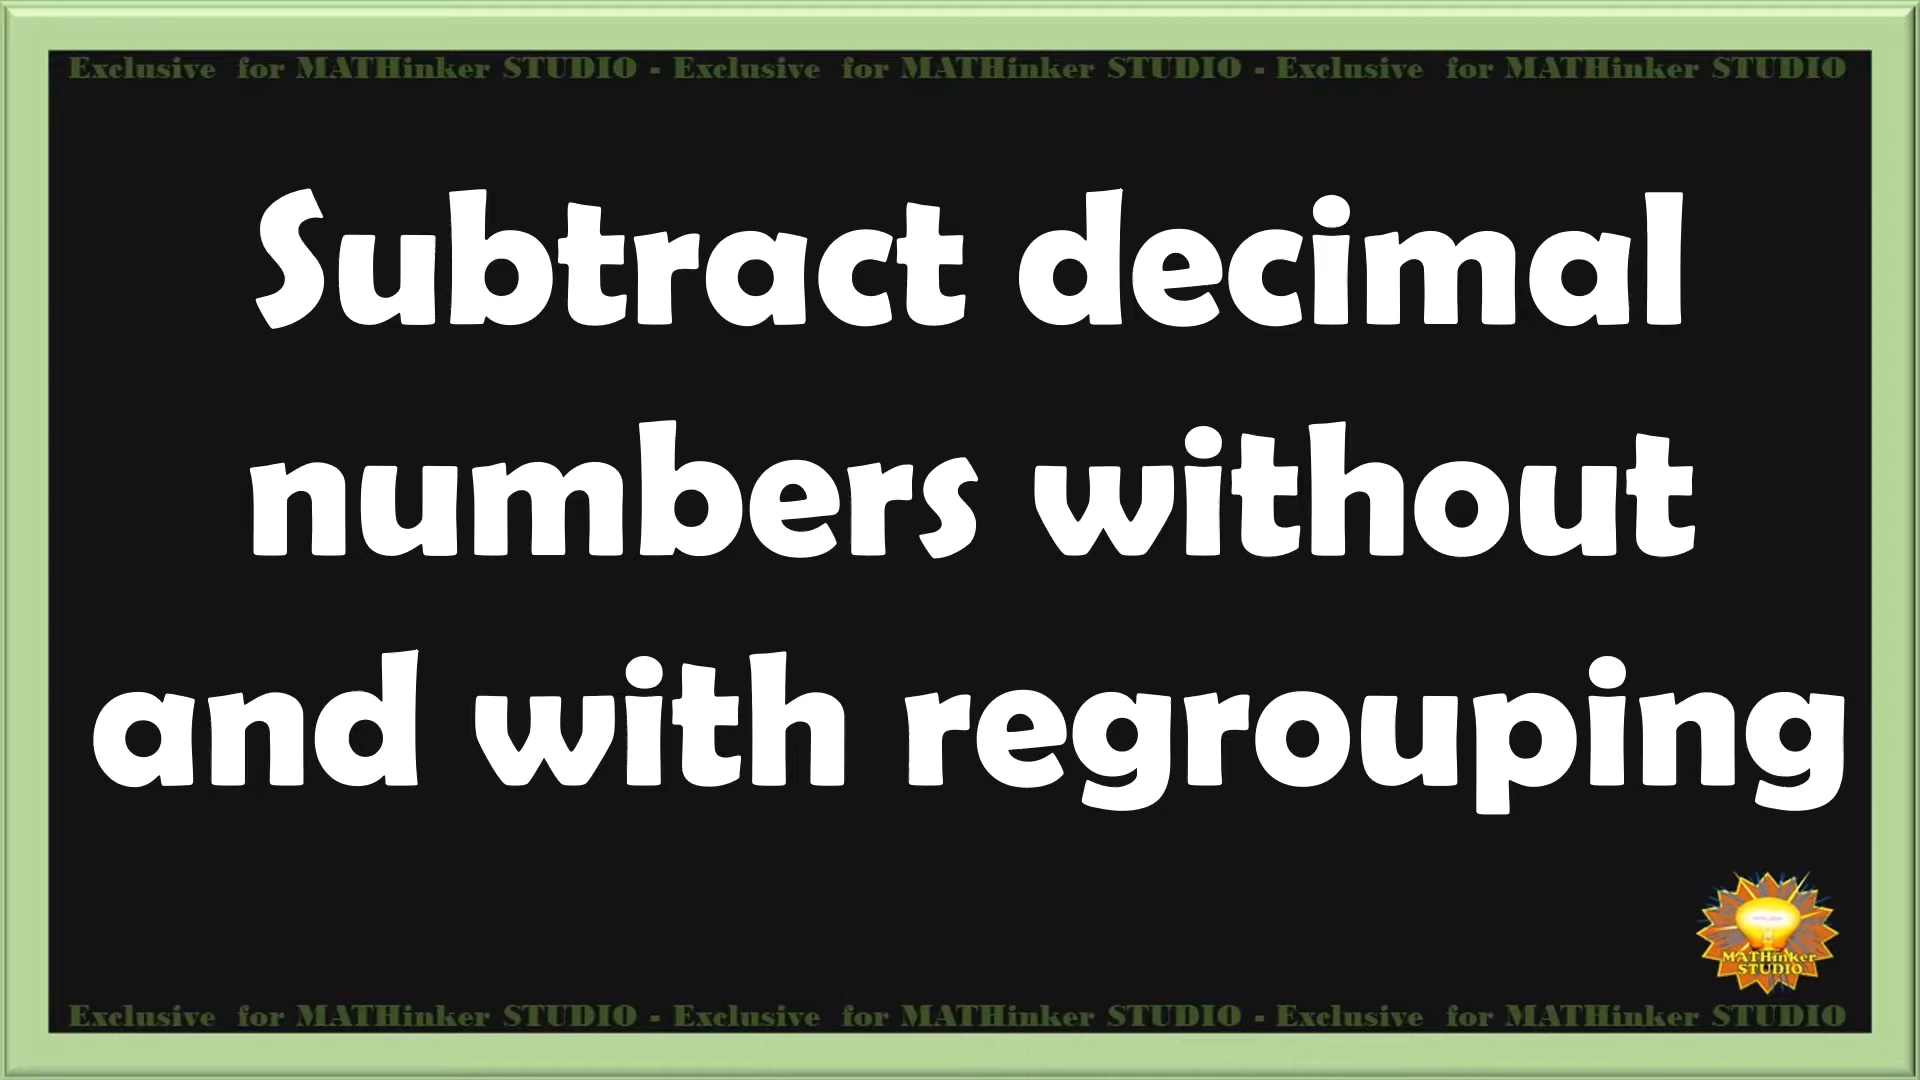 Exclusive for MATHinker STUDIO - Exclusive for MATHinker STUDIO - Exclusive for MATHinker STUDIO
Subtract decimal
numbers without
and with regrouping
MATHinker
STUDIO
Exclusive for MATHinker STUDIO - Exclusive for MATHinker STUDIO - Exclusive for MATHinker STUDIO